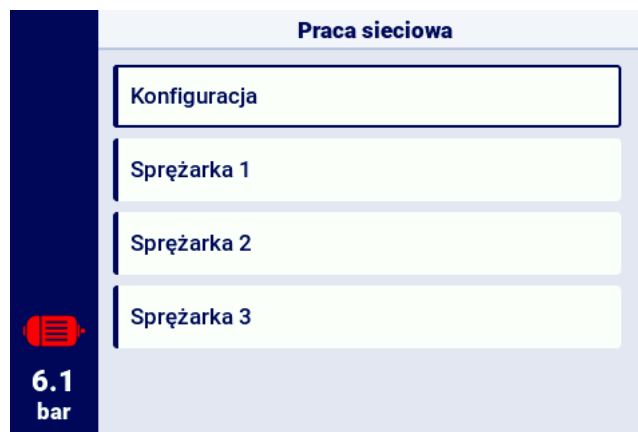 Praca sieciowa
Konfiguracja
Sprężarka 1
Sprężarka 2
Sprężarka 3
6.1
bar